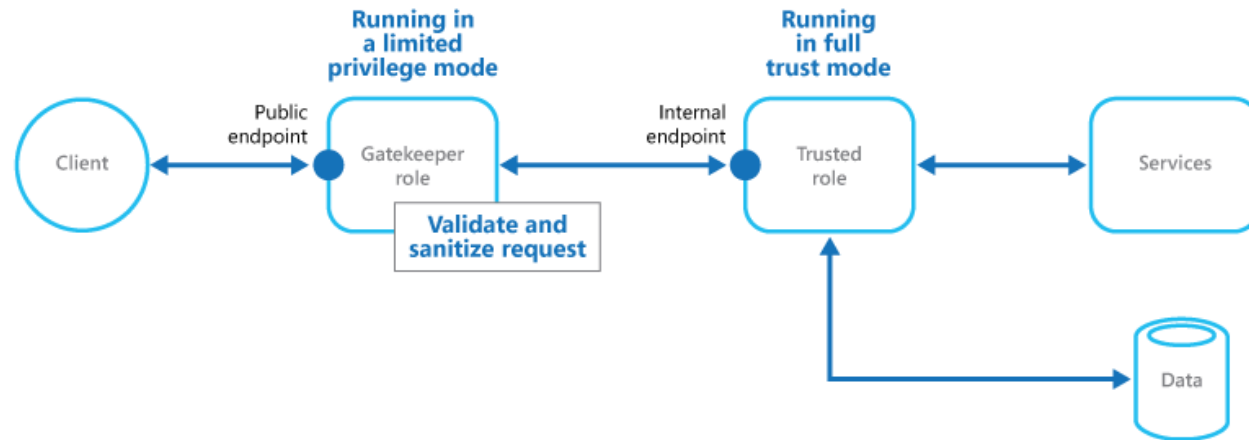 Running in
a limited
privilege mode
Running
in full
trust mode
Public
endpoint
Internal
endpoint
Client
Gatekeeper
role
Trusted
role
Services
Validate and
sanitize request
Data